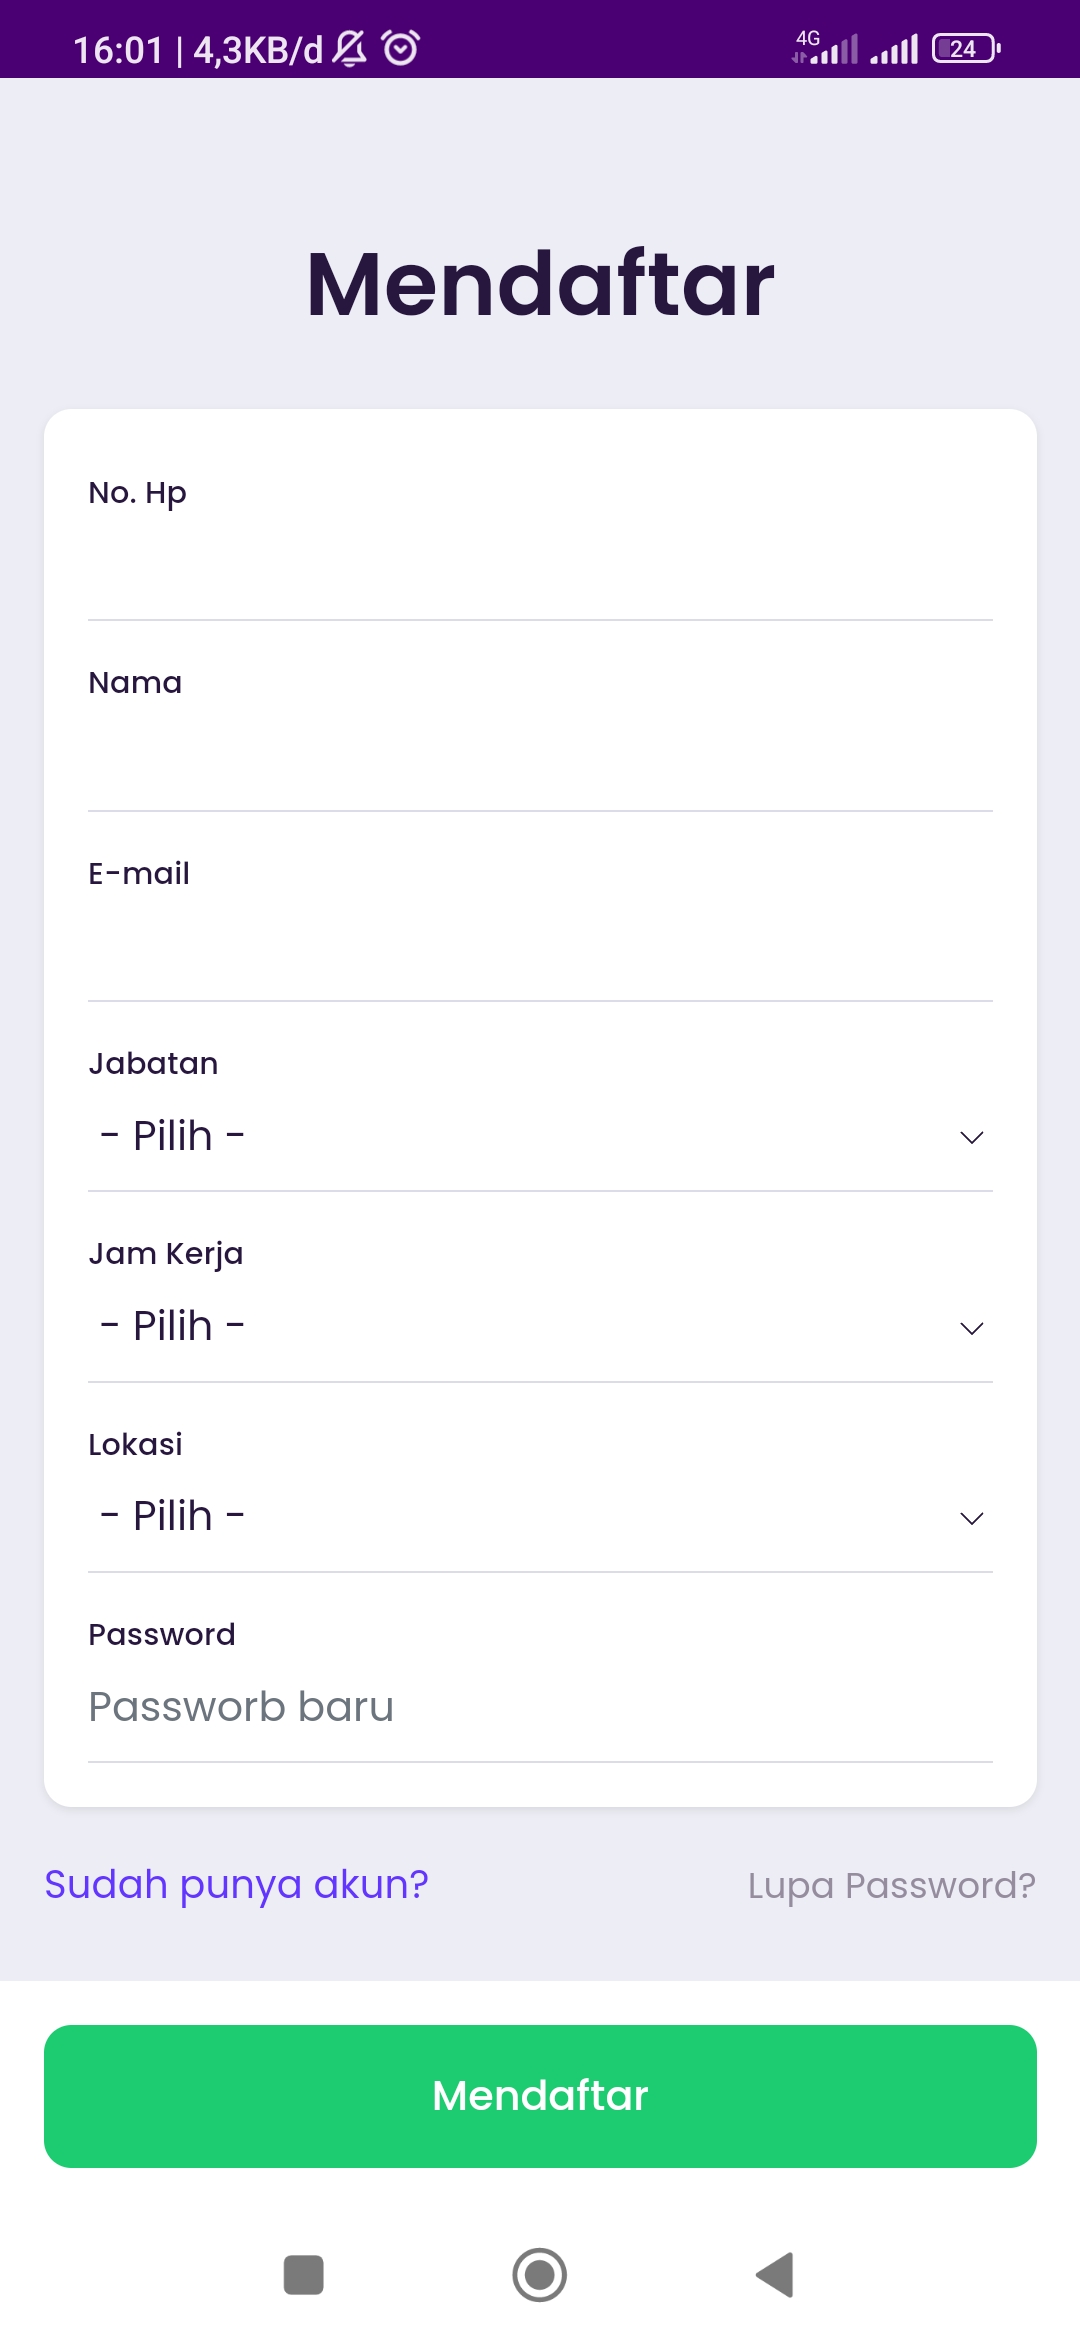 16:01 | 4,3KB/d
4G
24
Mendaftar
No. Hp
Nama
E-mail
Jabatan
- Pilih -
Jam Kerja
- Pilih -
Lokasi
- Pilih -
Password
Passworb baru
Sudah punya akun?
Lupa Password?
Mendaftar